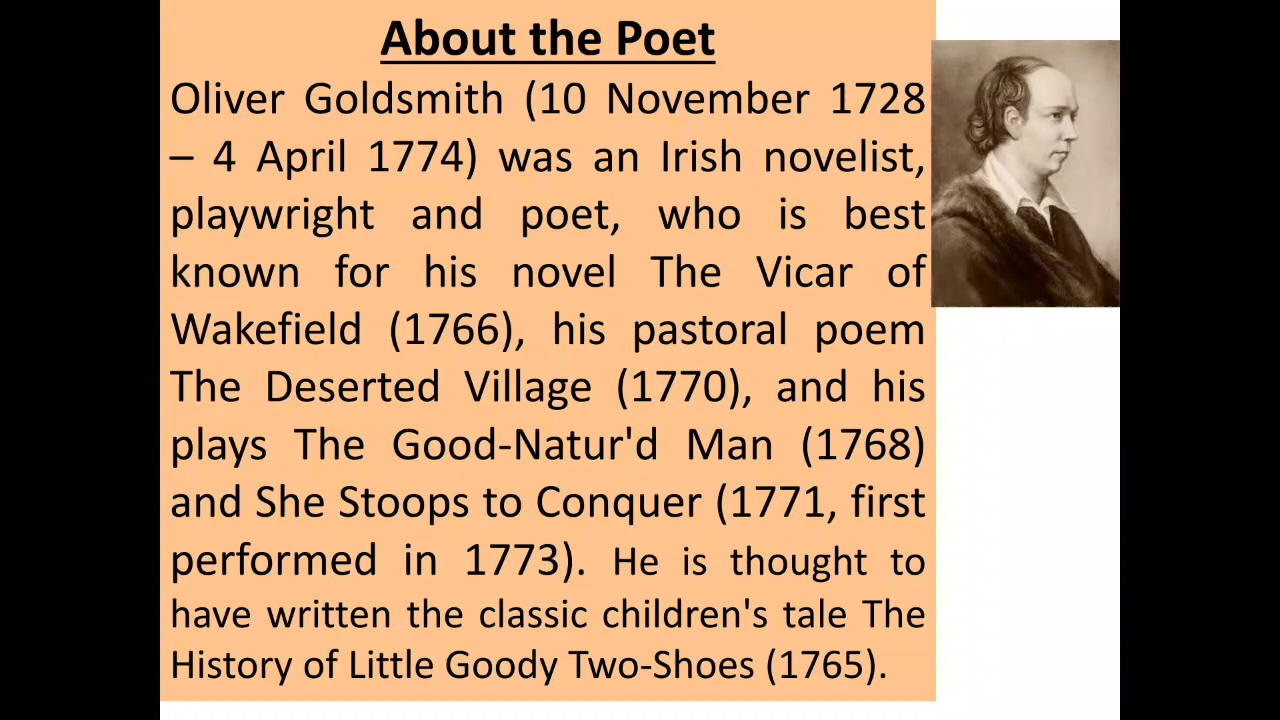 About the Poet
Oliver Goldsmith (10 November 1728
– 4 April 1774) was an Irish novelist,
playwright and poet, who is best
known for his novel The Vicar of
Wakefield (1766), his pastoral poem
The Deserted Village (1770), and his
plays The Good-Natur'd Man (1768)
and She Stoops to Conquer (1771, first
performed in 1773). He is thought to
have written the classic children's tale The
History of Little Goody Two-Shoes (1765).